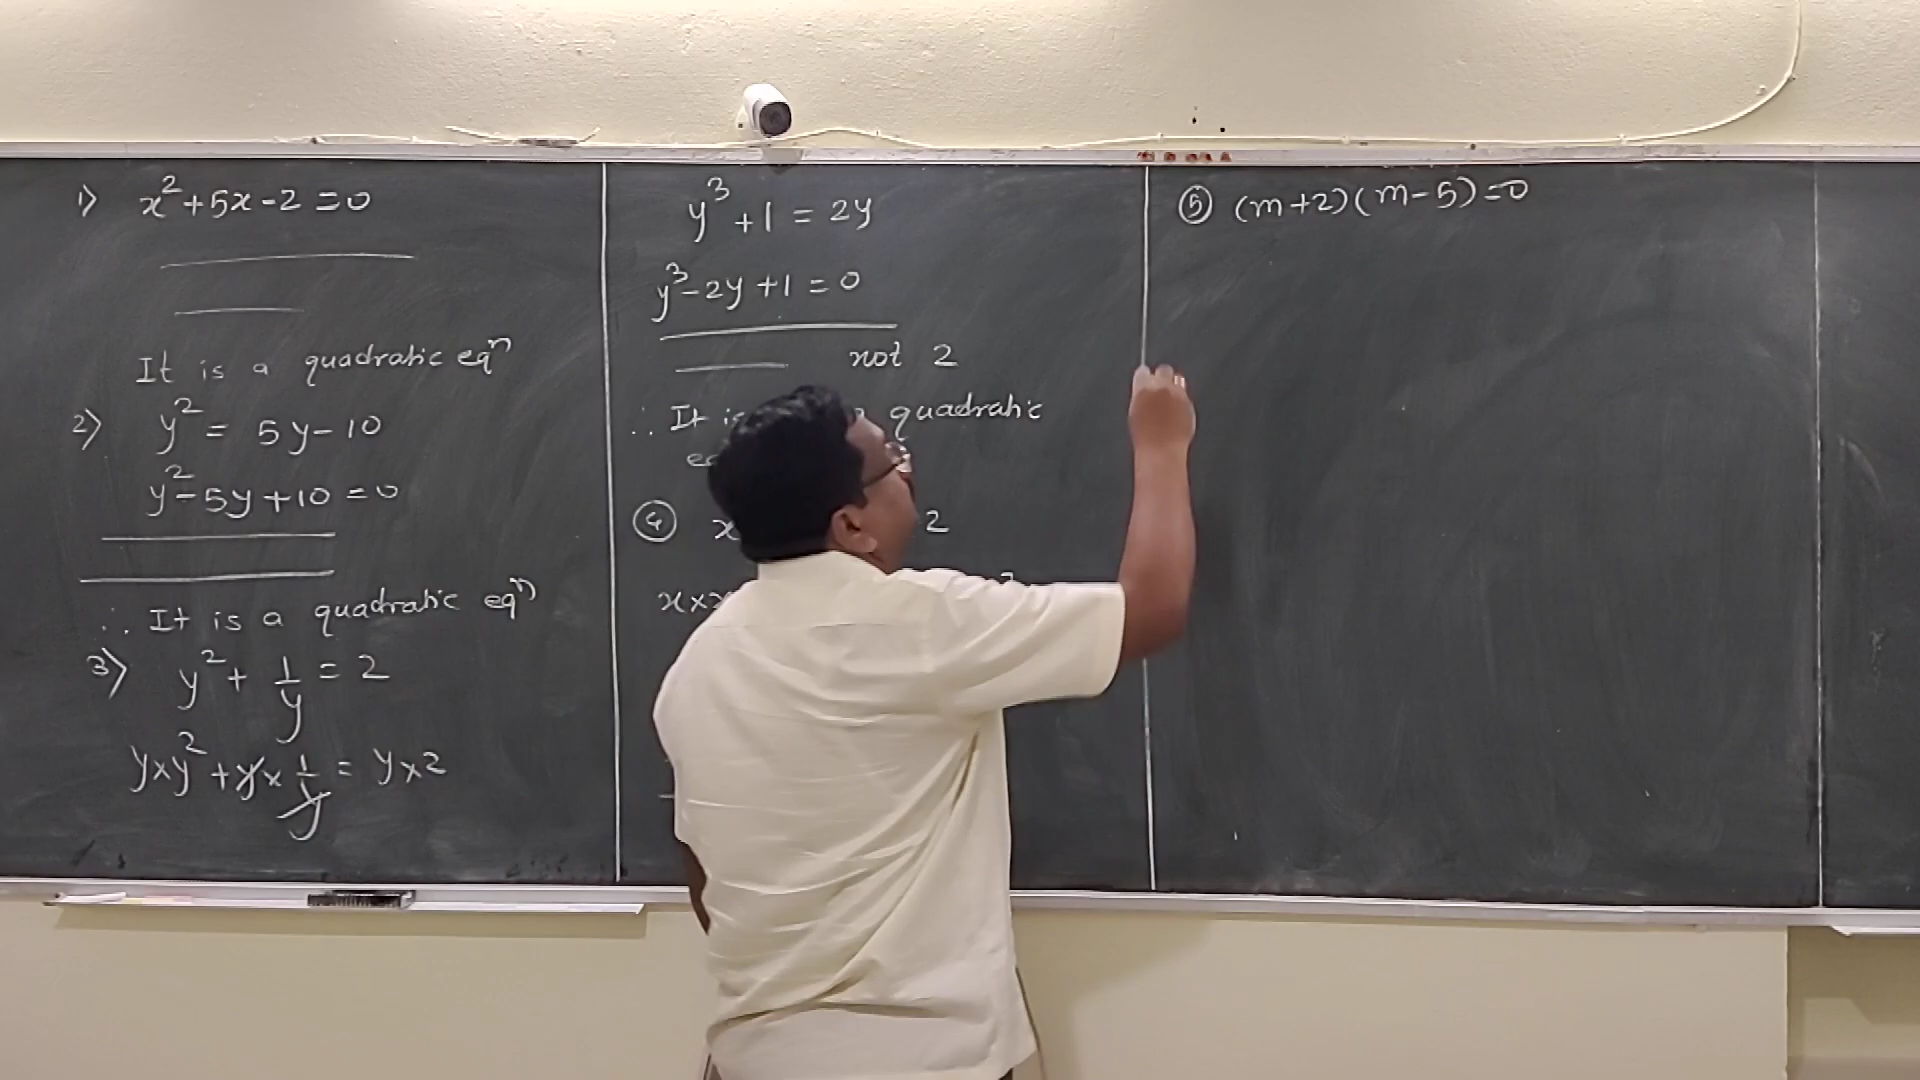 1) x²+5x-2=0
It is a quadratic eqⁿ
2) y² = 5y-10
y²-5y+10=0
∴ It is a quadratic eqⁿ
3) y² + 1/y = 2
y×y²+y×1/y = y×2
y³+1 = 2y
y³-2y+1=0
not 2
∴ It is quadratic
④ x 2
x×x
⑤ (m+2)(m-5)=0